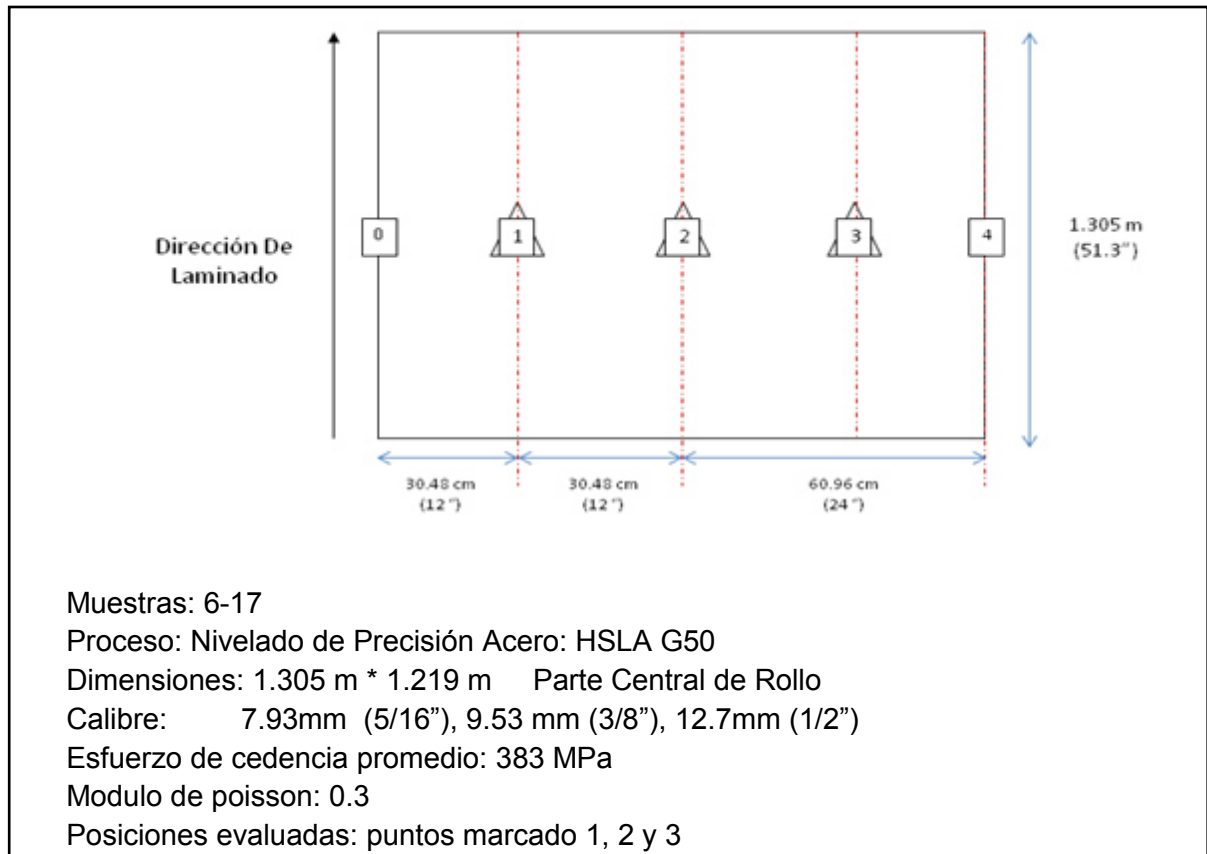 0
1
2
3
4
Dirección De
Laminado
1.305 m
(51.3")
30.48 cm
(12 ")
30.48 cm
(12 ")
60.96 cm
(24 ")
Muestras: 6-17
Proceso: Nivelado de Precisión Acero: HSLA G50
Dimensiones: 1.305 m * 1.219 m Parte Central de Rollo
Calibre: 7.93mm (5/16”), 9.53 mm (3/8”), 12.7mm (1/2”)
Esfuerzo de cedencia promedio: 383 MPa
Modulo de poisson: 0.3
Posiciones evaluadas: puntos marcado 1, 2 y 3